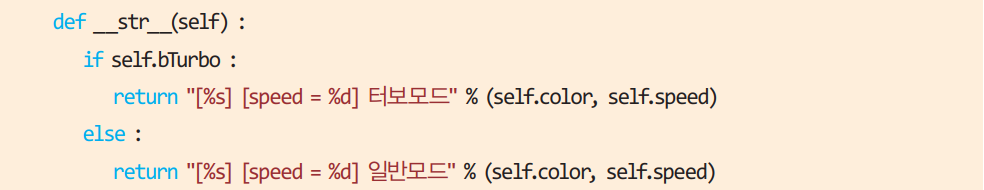 def __str__(self) :
if self.bTurbo :
return "[%s] [speed = %d] 터보모드" % (self.color, self.speed)
else :
return "[%s] [speed = %d] 일반모드" % (self.color, self.speed)